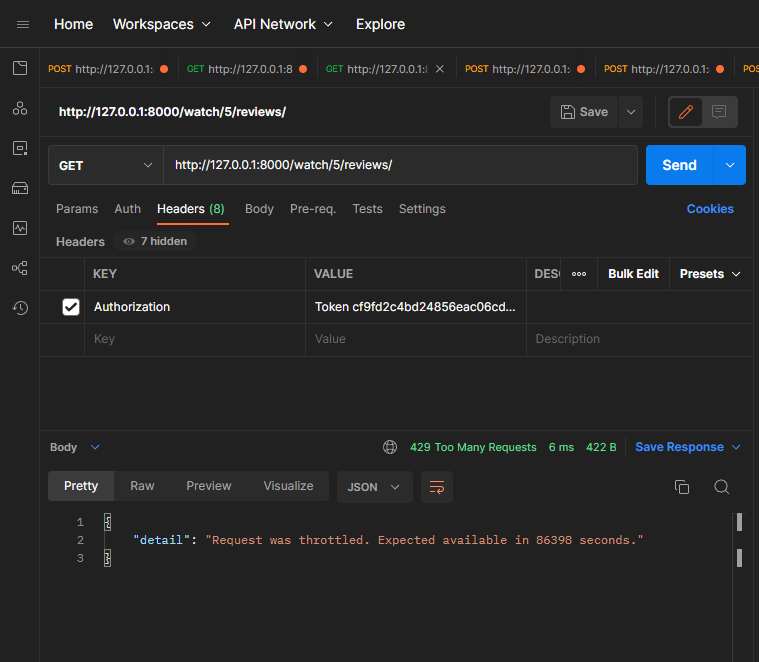 Home Workspaces API Network Explore
POST http://127.0.0.1: GET http://127.0.0.1:8 GET http://127.0.0.1: POST http://127.0.0.1: POST http://127.0.0.1: POS
http://127.0.0.1:8000/watch/5/reviews/ Save
GET http://127.0.0.1:8000/watch/5/reviews/ Send
Params Auth Headers (8) Body Pre-req. Tests Settings Cookies
Headers 7 hidden
KEY VALUE DESC Bulk Edit Presets
Authorization Token cf9fd2c4bd24856eac06cd...
Key Value Description
Body 429 Too Many Requests 6 ms 422 B Save Response
Pretty Raw Preview Visualize JSON
1 {
2 "detail": "Request was throttled. Expected available in 86398 seconds."
3 }